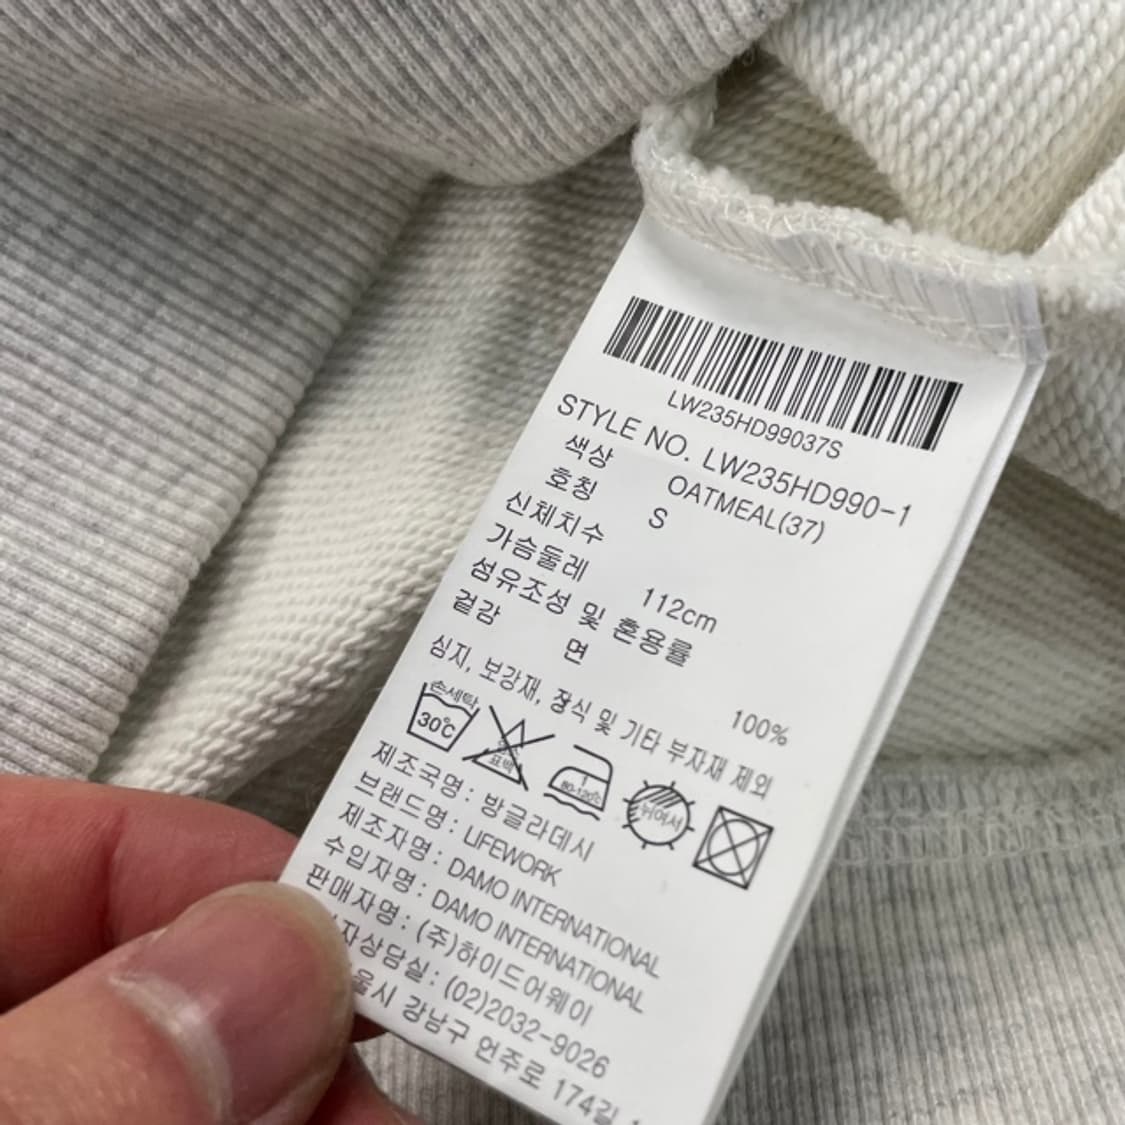 LW235HD99037S
STYLE NO. LW235HD990-1
색상 OATMEAL(37)
호칭 S
신체치수
가슴둘레 112cm
섬유조성 및 혼용률
겉감 면 100%
심지, 보강재, 장식 및 기타 부자재 제외
손세탁 30℃ 표백 80-120℃ 뉘여서
제조국명: 방글라데시
브랜드명: LIFEWORK
제조자명: DAMO INTERNATIONAL
수입자명: DAMO INTERNATIONAL
판매자명: (주)하이드어웨이
자상담실: (02)2032-9026
울시 강남구 언주로 174길